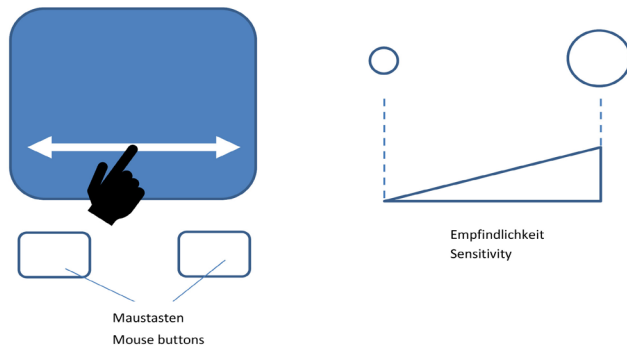 Empfindlichkeit
Sensitivity
Maustasten
Mouse buttons